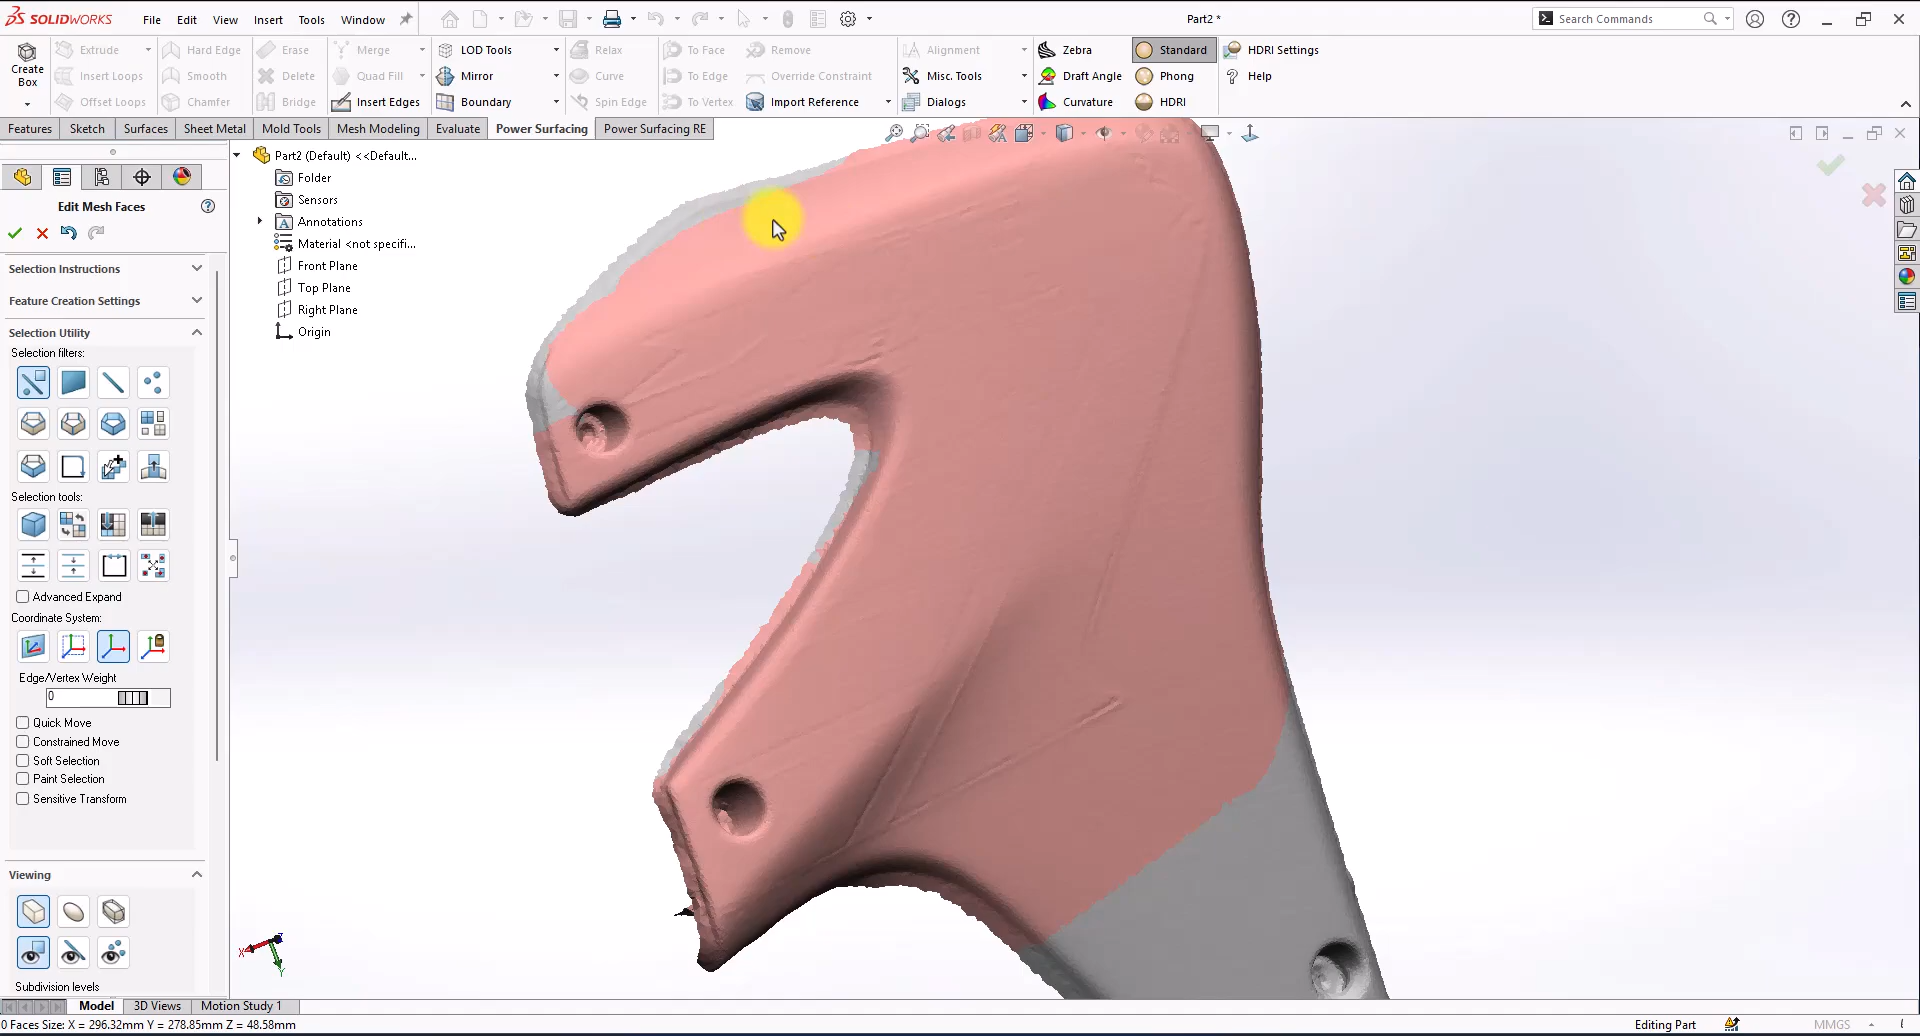 SOLIDWORKS File Edit View Insert Tools Window Part2 * Search Commands
Create Box
Extrude Hard Edge Erase Merge LOD Tools Relax To Face Remove Alignment Zebra Standard HDRI Settings
Insert Loops Smooth Delete Quad Fill Mirror Curve To Edge Override Constraint Misc. Tools Draft Angle Phong Help
Offset Loops Chamfer Bridge Insert Edges Boundary Spin Edge To Vertex Import Reference Dialogs Curvature HDRI
Features Sketch Surfaces Sheet Metal Mold Tools Mesh Modeling Evaluate Power Surfacing Power Surfacing RE
Part2 (Default) <<Default...
Folder
Sensors
Annotations
Material <not specifi...
Front Plane
Top Plane
Right Plane
Origin
Edit Mesh Faces
Selection Instructions
Feature Creation Settings
Selection Utility
Selection filters:
Selection tools:
Advanced Expand
Coordinate System:
Edge/Vertex Weight
0
Quick Move
Constrained Move
Soft Selection
Paint Selection
Sensitive Transform
Viewing
Subdivision levels
X Y Z
Model 3D Views Motion Study 1
0 Faces Size: X = 296.32mm Y = 278.85mm Z = 48.58mm Editing Part MMGS